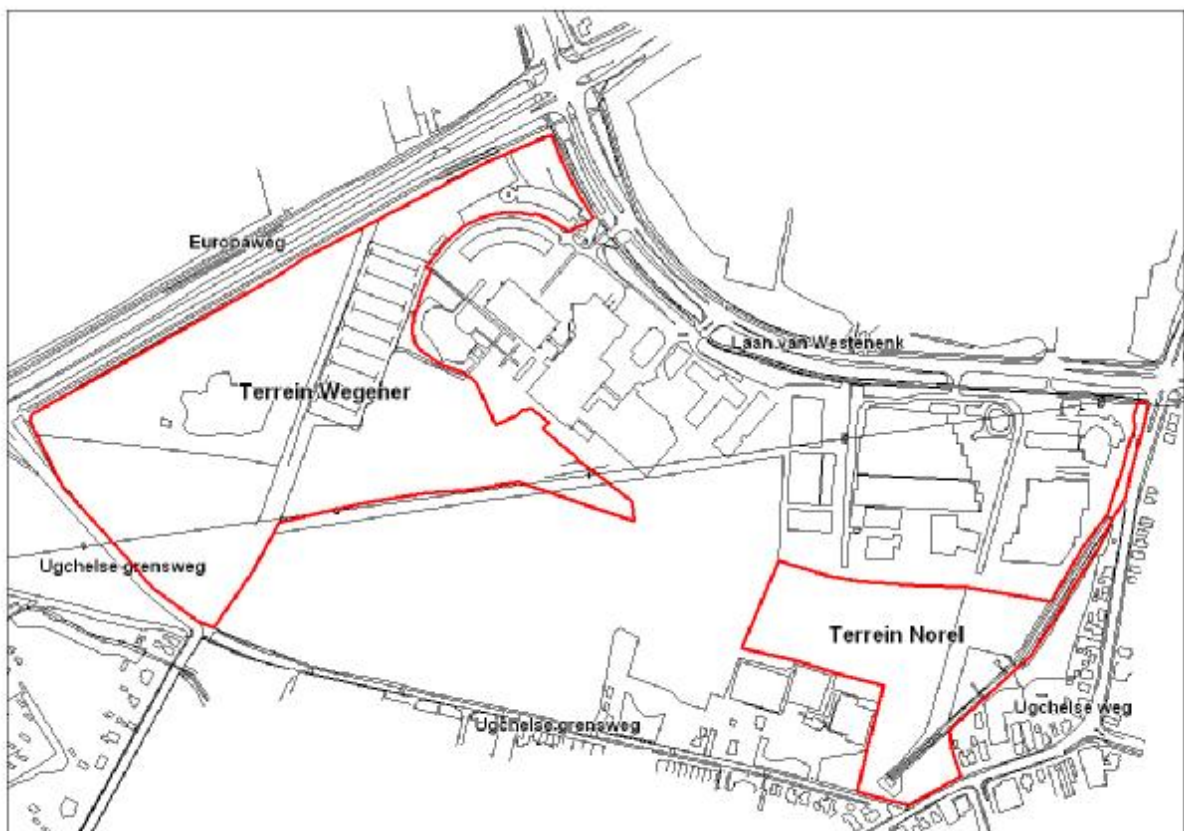 Europaweg
Laan van Westenenk
Terrein Wegener
Ugchelse grensweg
Terrein Norel
Ugchelse weg
Ugchelse grensweg